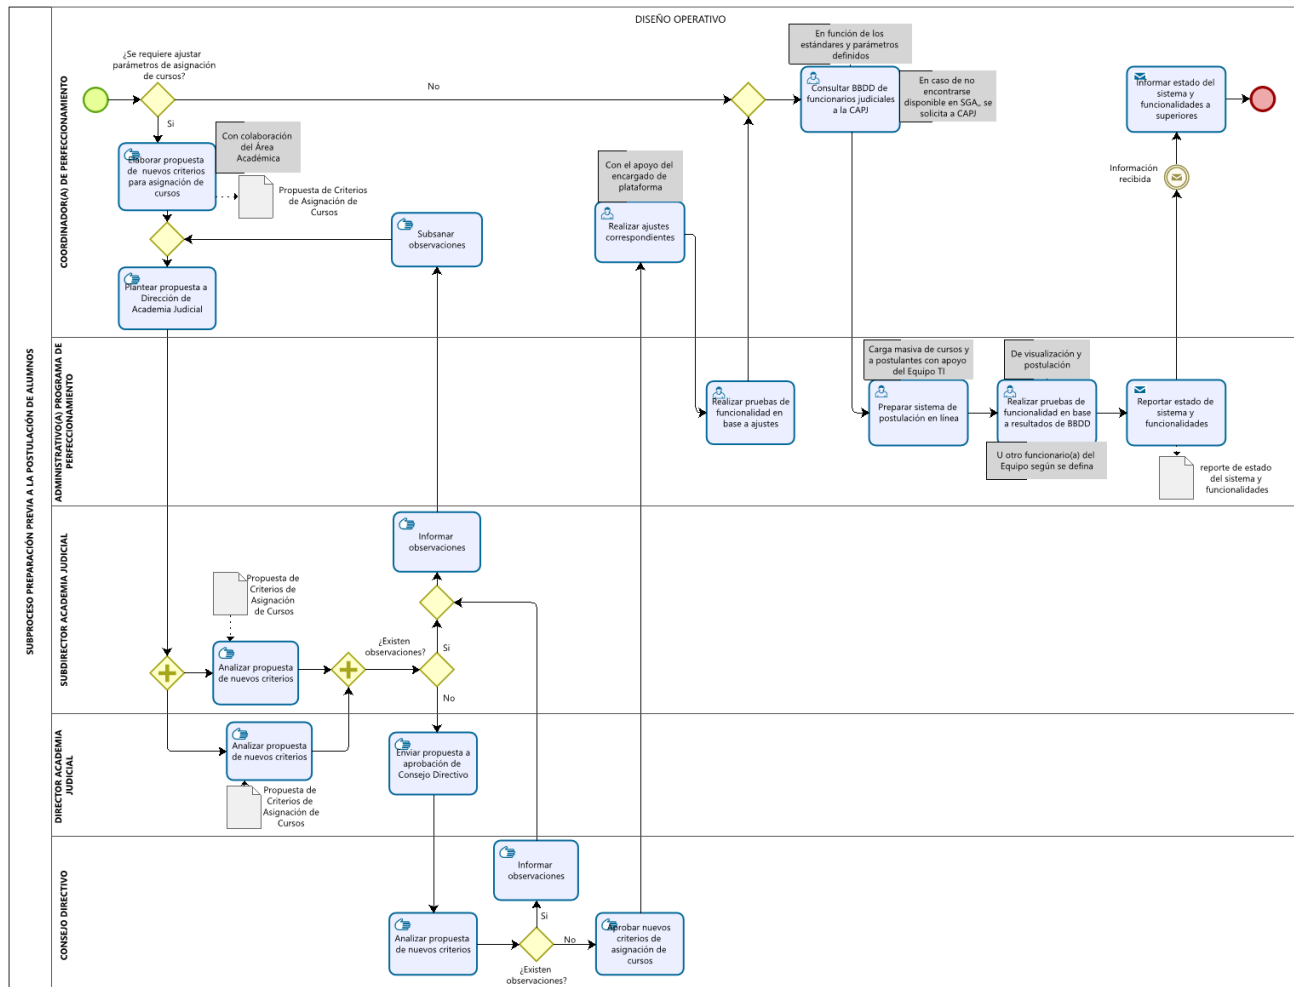 DISEÑO OPERATIVO
SUBPROCESO PREPARACIÓN PREVIA A LA POSTULACIÓN DE ALUMNOS
COORDINADOR(A) DE PERFECCIONAMIENTO
¿Se requiere ajustar
parámetros de asignación
de cursos?
No
Si
Con colaboración
del Área
Académica
Elaborar propuesta
de nuevos criterios
para asignación de
cursos
Propuesta de Criterios
de Asignación de
Cursos
Plantear propuesta a
Dirección de
Academia Judicial
Subsanar
observaciones
Con el apoyo del
encargado de
plataforma
Realizar ajustes
correspondientes
En función de los
estándares y parámetros
definidos
Consultar BBDD de
funcionarios judiciales
a la CAPJ
En caso de no
encontrarse
disponible en SGA,, se
solicita a CAPJ
Informar estado del
sistema y
funcionalidades a
superiores
Información
recibida
ADMINISTRATIVO(A) PROGRAMA DE
PERFECCIONAMIENTO
Realizar pruebas de
funcionalidad en
base a ajustes
Carga masiva de cursos y
a postulantes con apoyo
del Equipo TI
Preparar sistema de
postulación en línea
De visualización y
postulación
Realizar pruebas de
funcionalidad en base
a resultados de BBDD
U otro funcionario(a) del
Equipo según se defina
Reportar estado de
sistema y
funcionalidades
reporte de estado
del sistema y
funcionalidades
SUBDIRECTOR ACADEMIA JUDICIAL
Informar
observaciones
Propuesta de
Criterios de
Asignación
de Cursos
Analizar propuesta
de nuevos criterios
¿Existen
observaciones?
Si
No
DIRECTOR ACADEMIA
JUDICIAL
Analizar propuesta
de nuevos criterios
Propuesta de
Criterios de
Asignación de
Cursos
Enviar propuesta a
aprobación de
Consejo Directivo
CONSEJO DIRECTIVO
Informar
observaciones
Si
Analizar propuesta
de nuevos criterios
No
¿Existen
observaciones?
Aprobar nuevos
criterios de
asignación de
cursos